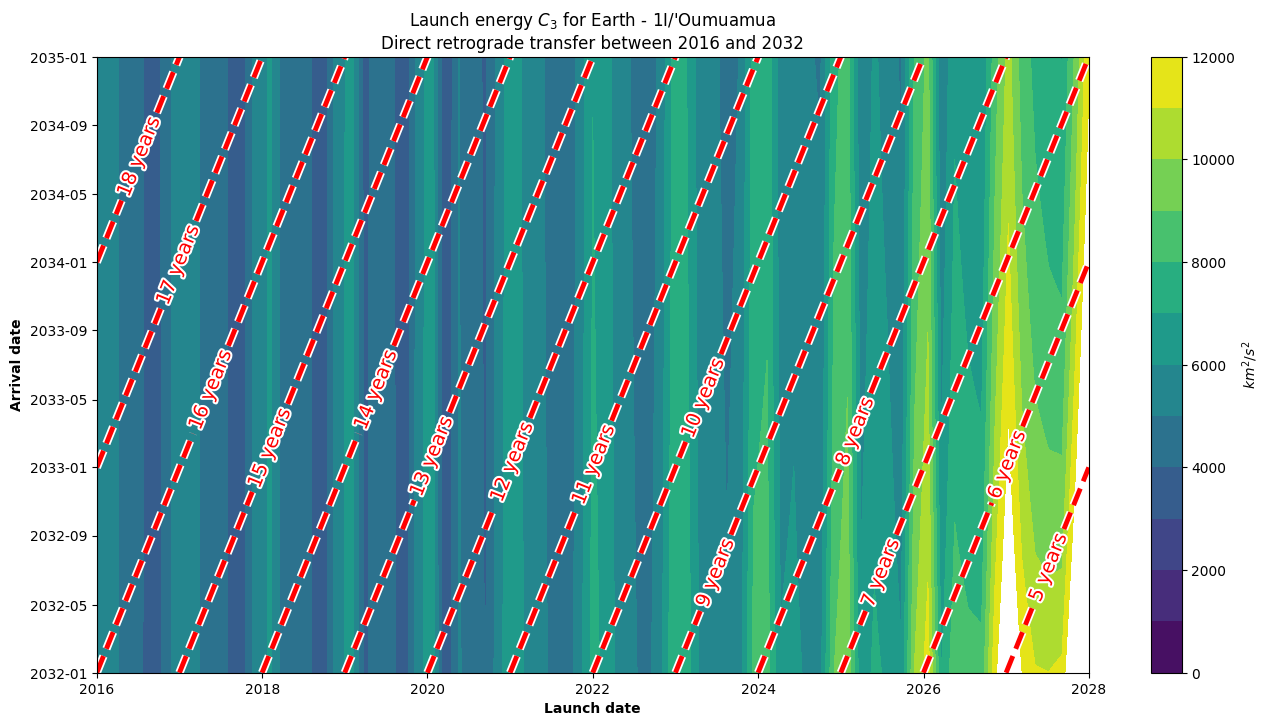 Launch energy C₃ for Earth - 1I/'Oumuamua
Direct retrograde transfer between 2016 and 2032
Arrival date
2035-01
2034-09
2034-05
2034-01
2033-09
2033-05
2033-01
2032-09
2032-05
2032-01
18 years
17 years
16 years
15 years
14 years
13 years
12 years
11 years
10 years
9 years
8 years
7 years
6 years
5 years
2016 2018 2020 2022 2024 2026 2028
Launch date
12000
10000
8000
6000
4000
2000
0
km²/s²